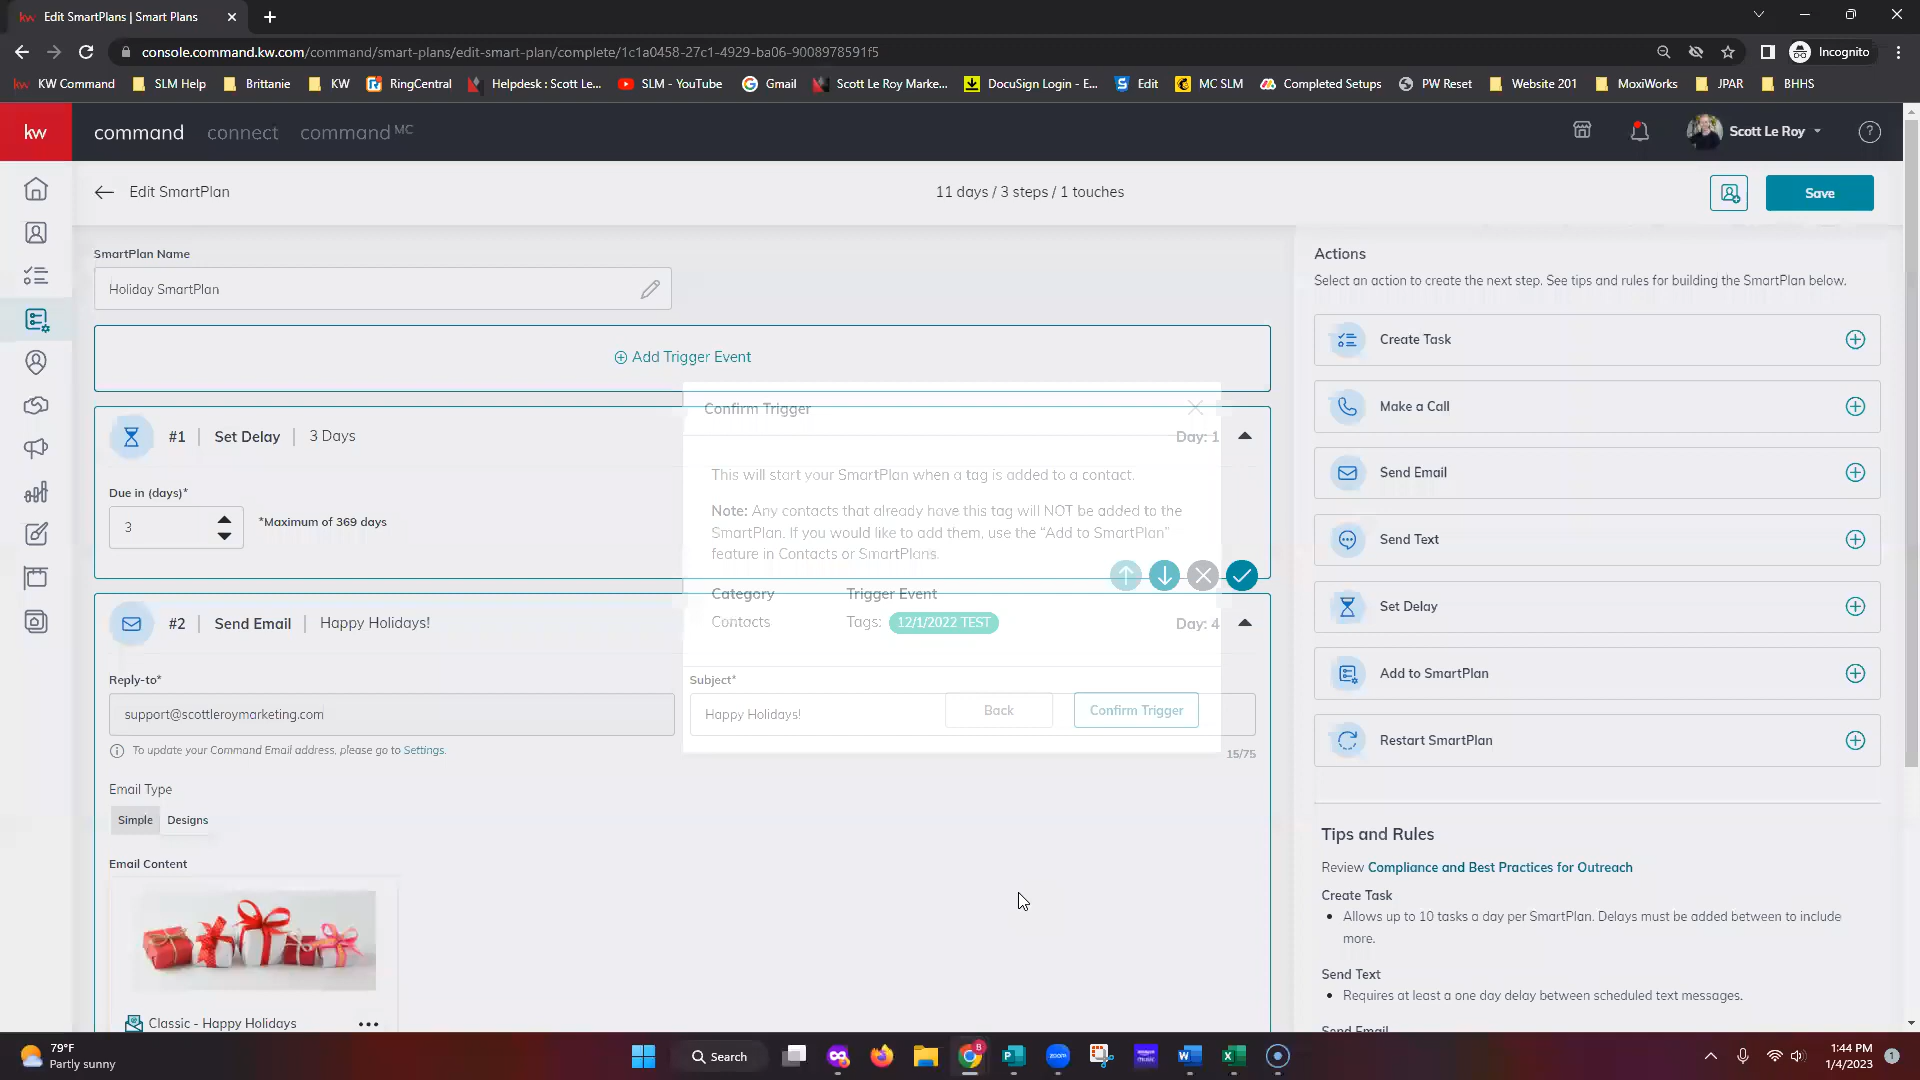 Edit SmartPlans | Smart Plans
console.command.kw.com/command/smart-plans/edit-smart-plan/complete/1c1a0458-27c1-4929-ba06-9008978591f5
Incognito
kw KW Command
SLM Help
Brittanie
KW
RingCentral
Helpdesk : Scott Le...
SLM - YouTube
Gmail
Scott Le Roy Marke...
DocuSign Login - E...
Edit
MC SLM
Completed Setups
PW Reset
Website 201
MoxiWorks
JPAR
BHHS
kw
command connect command MC
Scott Le Roy
Edit SmartPlan
11 days / 3 steps / 1 touches
Save
SmartPlan Name
Holiday SmartPlan
Add Trigger Event
#1 | Set Delay | 3 Days
Day: 1
Due in (days)*
3
*Maximum of 369 days
#2 | Send Email | Happy Holidays!
Day: 4
Reply-to*
support@scottleroymarketing.com
To update your Command Email address, please go to Settings.
Subject*
Happy Holidays!
15/75
Email Type
Simple Designs
Email Content
Classic - Happy Holidays
Confirm Trigger
This will start your SmartPlan when a tag is added to a contact.
Note: Any contacts that already have this tag will NOT be added to the
SmartPlan. If you would like to add them, use the “Add to SmartPlan”
feature in Contacts or SmartPlans.
Category Trigger Event
Contacts Tags: 12/1/2022 TEST
Back
Confirm Trigger
Actions
Select an action to create the next step. See tips and rules for building the SmartPlan below.
Create Task
Make a Call
Send Email
Send Text
Set Delay
Add to SmartPlan
Restart SmartPlan
Tips and Rules
Review Compliance and Best Practices for Outreach
Create Task
Allows up to 10 tasks a day per SmartPlan. Delays must be added between to include
more.
Send Text
Requires at least a one day delay between scheduled text messages.
Send Email
79°F
Partly sunny
Search
zoom
1:44 PM
1/4/2023
1